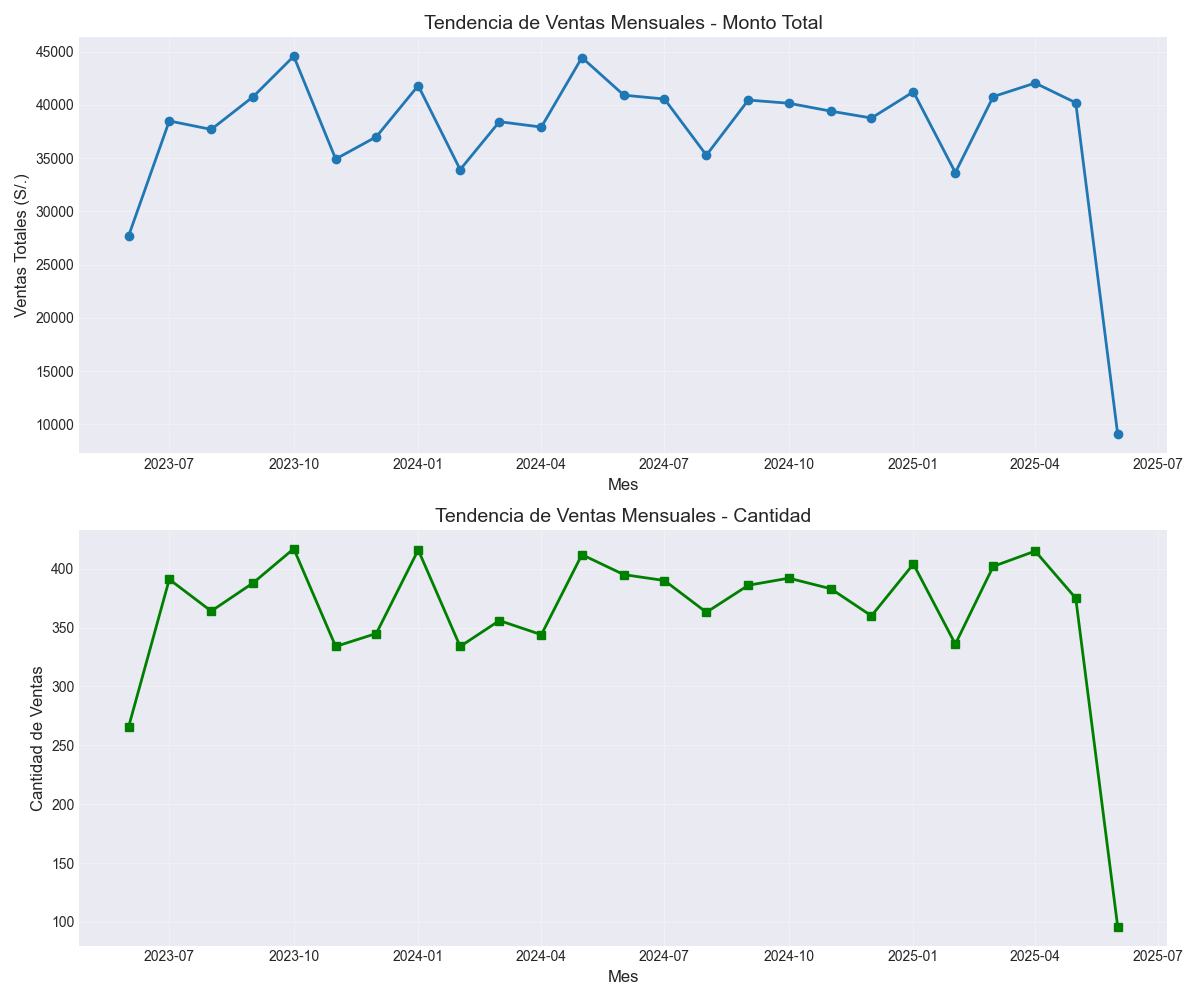 Tendencia de Ventas Mensuales - Monto Total
Ventas Totales (S/.)
45000
40000
35000
30000
25000
20000
15000
10000
2023-07 2023-10 2024-01 2024-04 2024-07 2024-10 2025-01 2025-04 2025-07
Mes
Tendencia de Ventas Mensuales - Cantidad
Cantidad de Ventas
400
350
300
250
200
150
100
2023-07 2023-10 2024-01 2024-04 2024-07 2024-10 2025-01 2025-04 2025-07
Mes